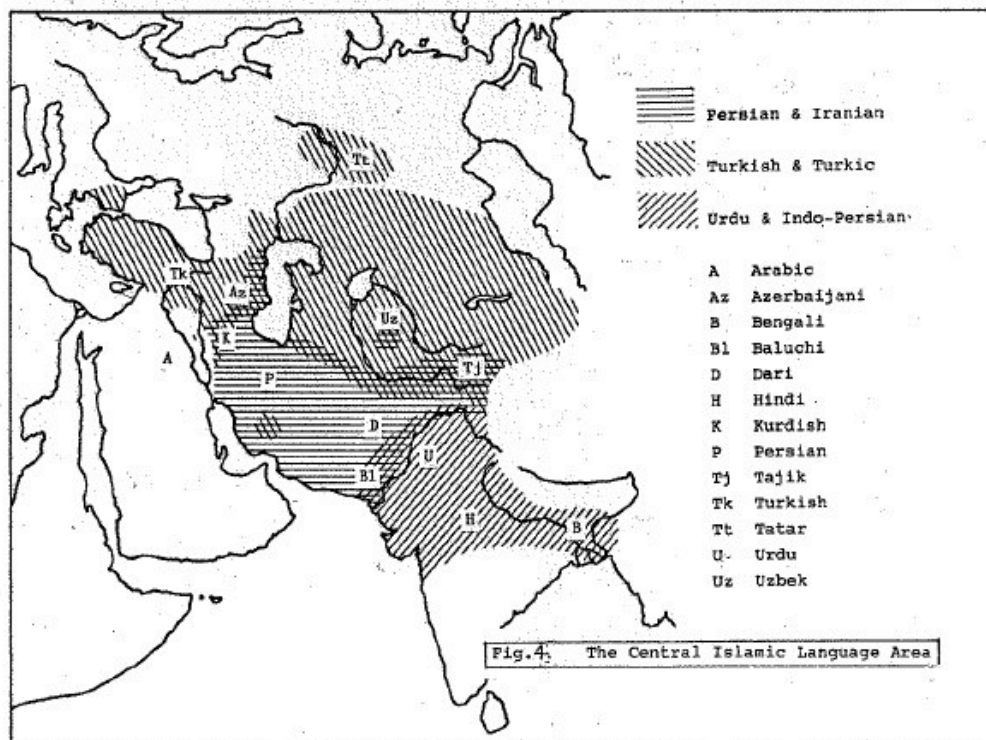 Persian & Iranian
Turkish & Turkic
Urdu & Indo-Persian
A Arabic
Az Azerbaijani
B Bengali
Bl Baluchi
D Dari
H Hindi
K Kurdish
P Persian
Tj Tajik
Tk Turkish
Tt Tatar
U Urdu
Uz Uzbek
Tt
Tk
Az
Uz
K
A
Tj
P
D
U
Bl
H
B
Fig.4. The Central Islamic Language Area